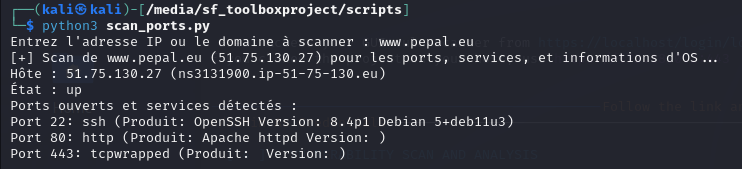 ┌──(kali㉿kali)-[/media/sf_toolboxproject/scripts]
└─$ python3 scan_ports.py
Entrez l'adresse IP ou le domaine à scanner : www.pepal.eu
[+] Scan de www.pepal.eu (51.75.130.27) pour les ports, services, et informations d'OS...
Hôte : 51.75.130.27 (ns3131900.ip-51-75-130.eu)
État : up
Ports ouverts et services détectés :
Port 22: ssh (Produit: OpenSSH Version: 8.4p1 Debian 5+deb11u3)
Port 80: http (Produit: Apache httpd Version: )
Port 443: tcpwrapped (Produit:  Version: )